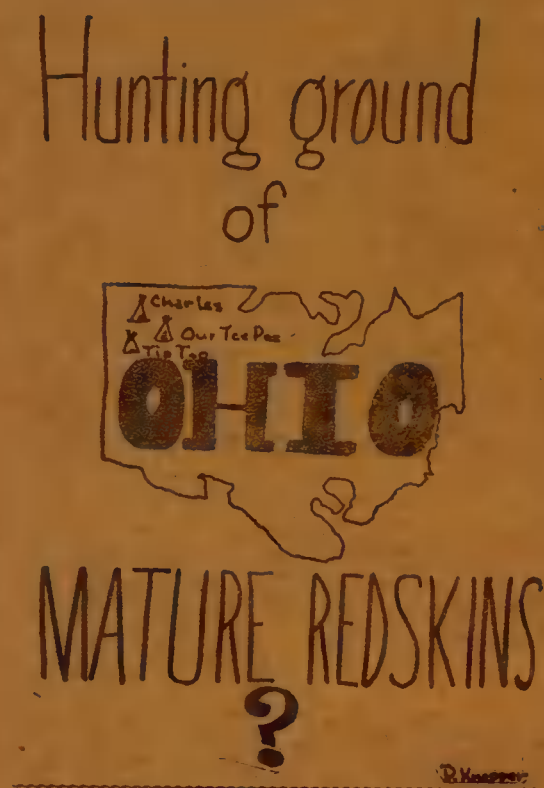 Hunting ground
of
Charles
Our Tee Pee
Tip Top
OHIO
MATURE REDSKINS
?